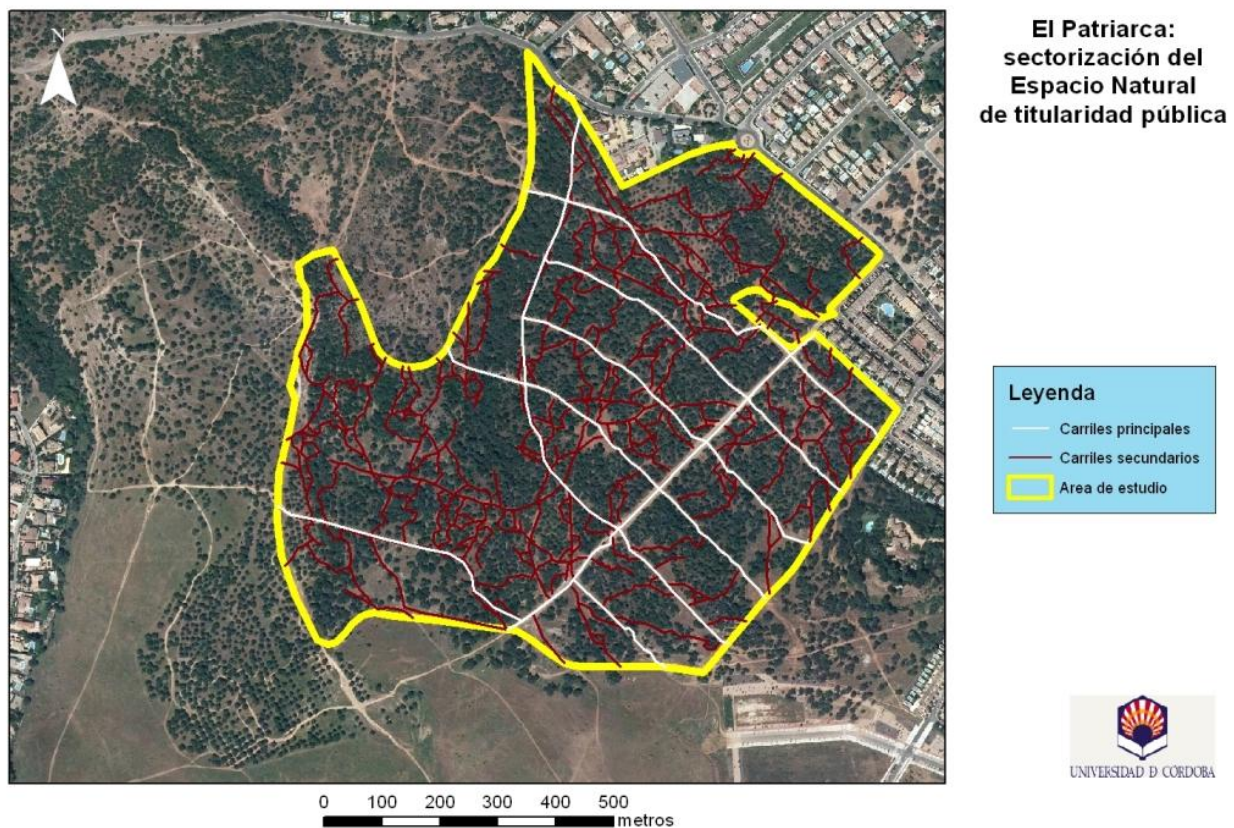 El Patriarca:
sectorización del
Espacio Natural
de titularidad pública
N
Leyenda
Carriles principales
Carriles secundarios
Area de estudio
UNIVERSIDAD D CORDOBA
0 100 200 300 400 500
metros